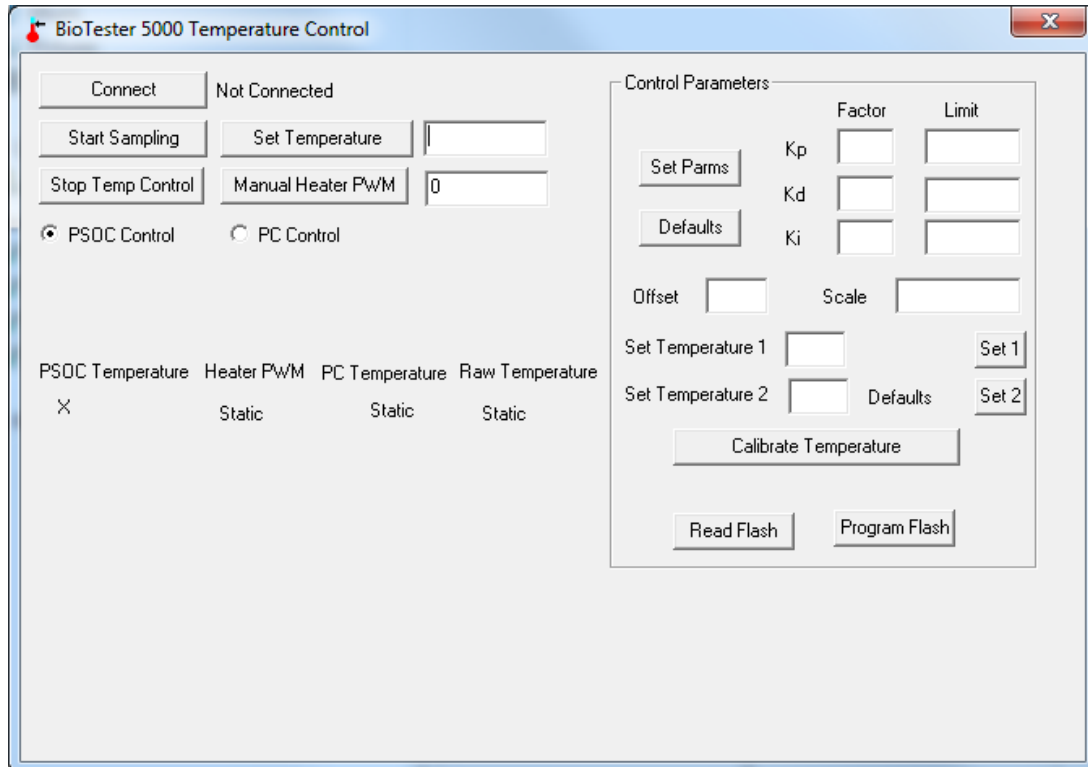 BioTester 5000 Temperature Control
X
Connect Not Connected
Start Sampling Set Temperature
Stop Temp Control Manual Heater PWM 0
PSOC Control PC Control
PSOC Temperature Heater PWM PC Temperature Raw Temperature
X Static Static Static
Control Parameters
Factor Limit
Kp
Set Parms
Kd
Defaults
Ki
Offset Scale
Set Temperature 1 Set 1
Set Temperature 2 Defaults Set 2
Calibrate Temperature
Read Flash Program Flash